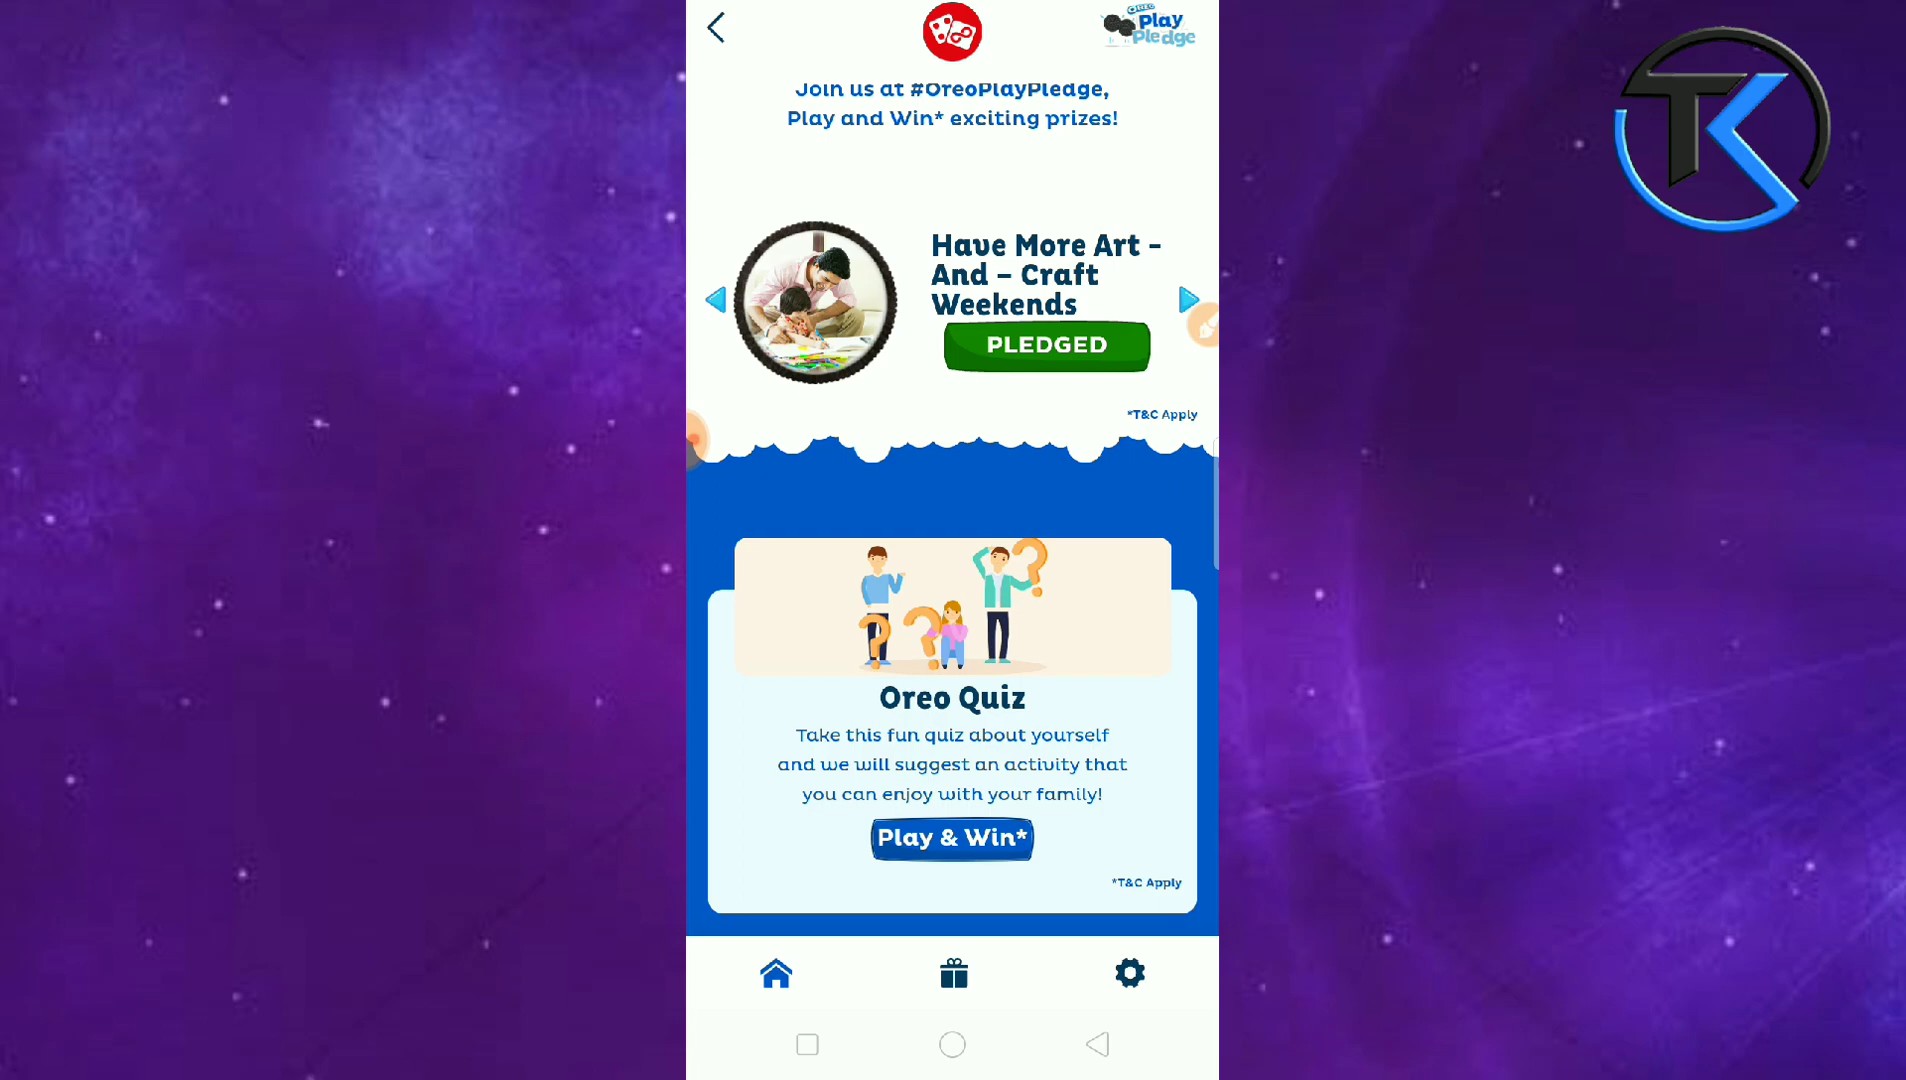 OREO
Play
Pledge
Join us at #OreoPlayPledge,
Play and Win* exciting prizes!
Have More Art -
And - Craft
Weekends
PLEDGED
*T&C Apply
Oreo Quiz
Take this fun quiz about yourself
and we will suggest an activity that
you can enjoy with your family!
Play & Win*
*T&C Apply
TK